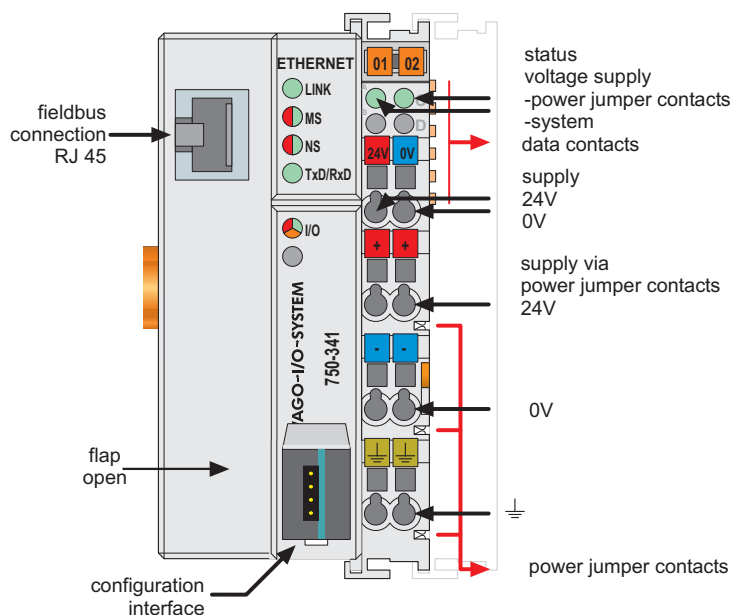 ETHERNET
LINK
MS
NS
TxD/RxD
I/O
WAGO-I/O-SYSTEM
750-341
01 02
A
C
B
D
24V 0V
+ +
- -
fieldbus
connection
RJ 45
flap
open
configuration
interface
status
voltage supply
-power jumper contacts
-system
data contacts
supply
24V
0V
supply via
power jumper contacts
24V
0V
power jumper contacts